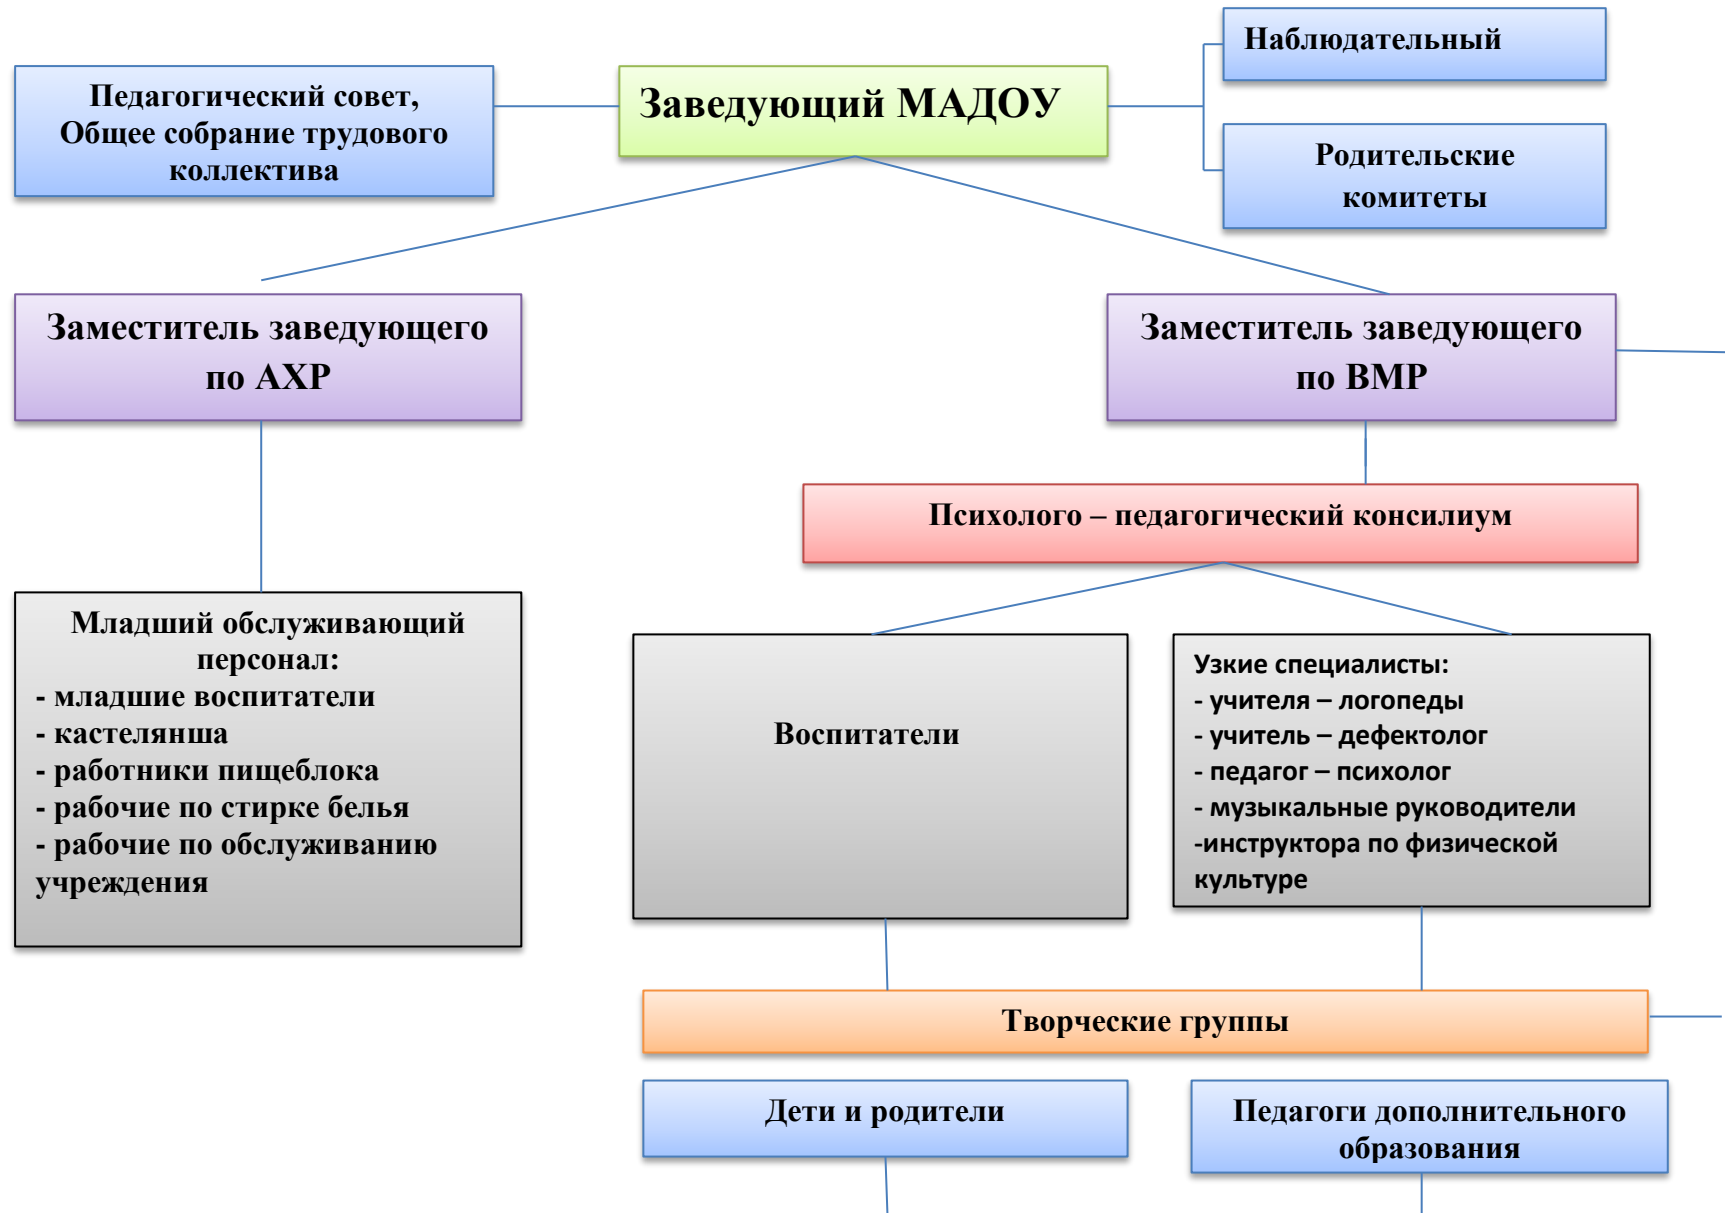 Наблюдательный
Педагогический совет,
Общее собрание трудового
коллектива
Заведующий МАДОУ
Родительские
комитеты
Заместитель заведующего
по АХР
Заместитель заведующего
по ВМР
Психолого – педагогический консилиум
Младший обслуживающий
персонал:
- младшие воспитатели
- кастелянша
- работники пищеблока
- рабочие по стирке белья
- рабочие по обслуживанию
учреждения
Воспитатели
Узкие специалисты:
- учителя – логопеды
- учитель – дефектолог
- педагог – психолог
- музыкальные руководители
-инструктора по физической
культуре
Творческие группы
Дети и родители
Педагоги дополнительного
образования